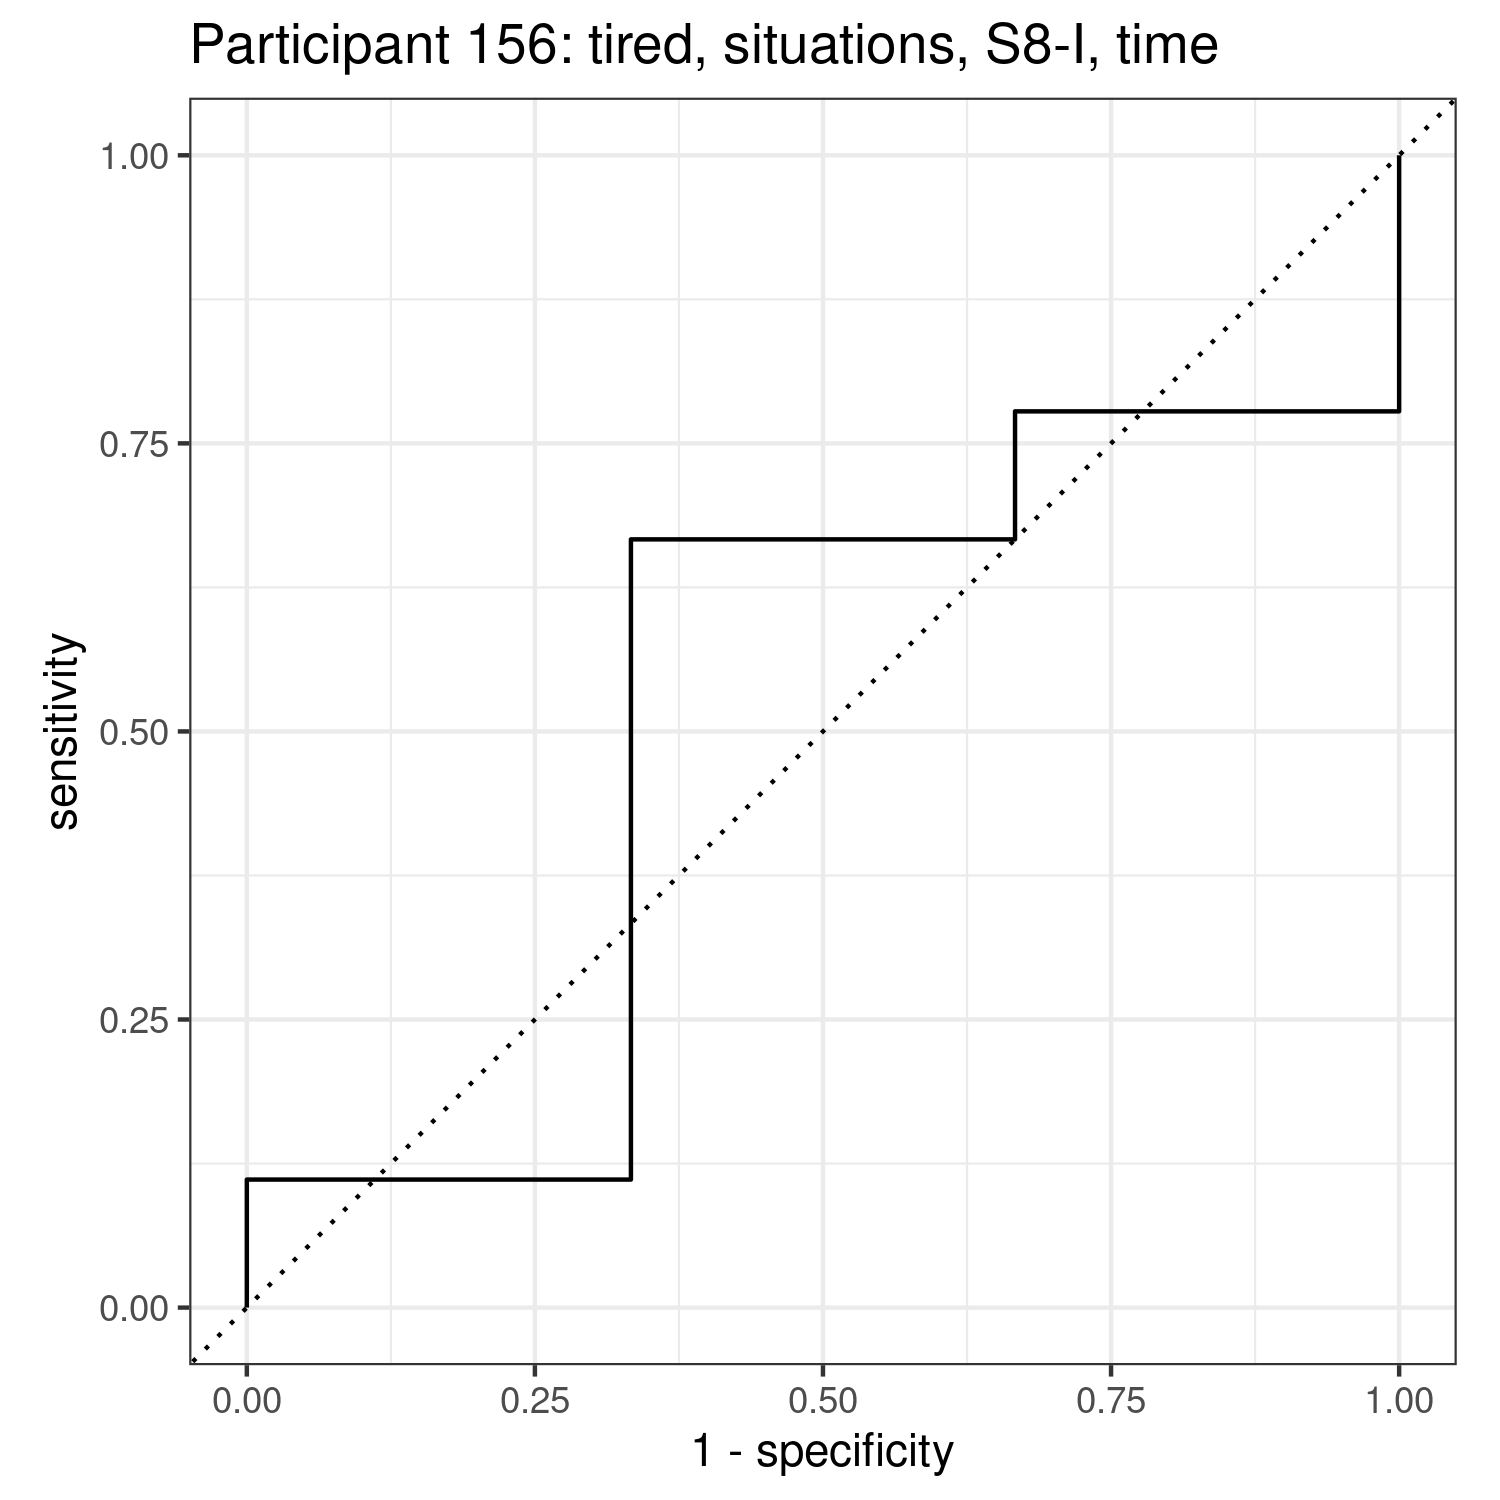 Participant 156: tired, situations, S8-I, time
1.00
0.75
0.50
0.25
0.00
sensitivity
0.00 0.25 0.50 0.75 1.00
1 - specificity